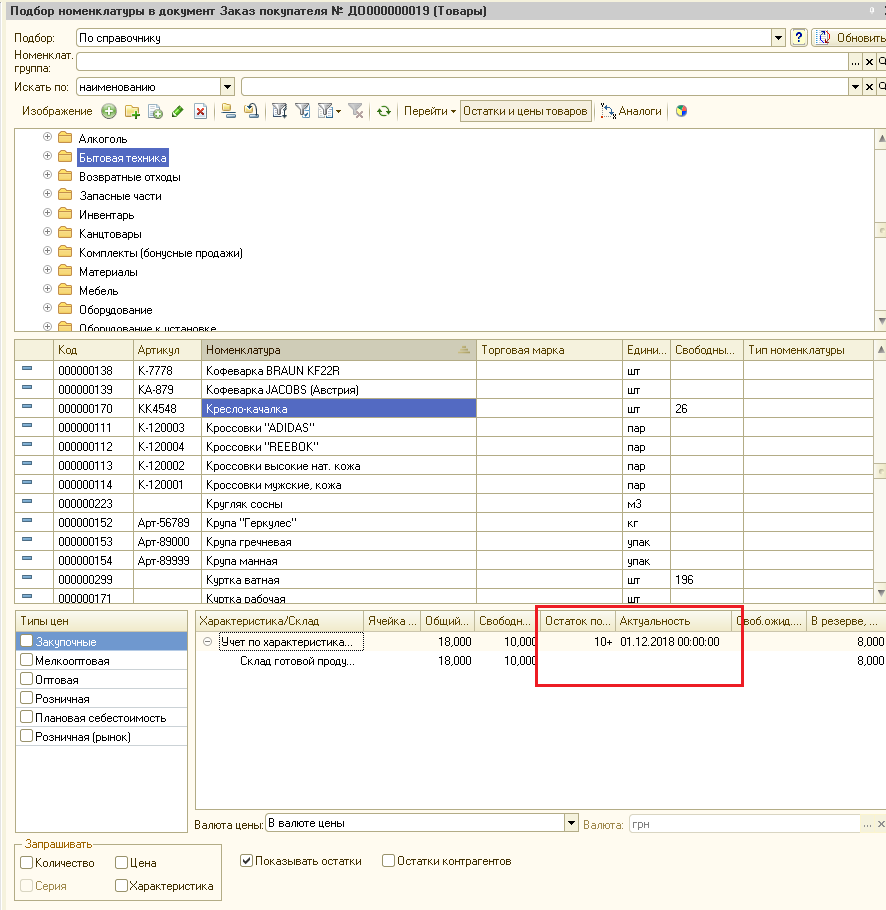 Подбор номенклатуры в документ Заказ покупателя № ДО000000019 (Товары)
Подбор: По справочнику ? Обновить
Номенклат. группа: ... x
Искать по: наименованию x
Изображение Перейти Остатки и цены товаров Аналоги
Алкоголь
Бытовая техника
Возвратные отходы
Запасные части
Инвентарь
Канцтовары
Комплекты (бонусные продажи)
Материалы
Мебель
Оборудование
Оборудование к установке
Код Артикул Номенклатура Торговая марка Едини... Свободны... Тип номенклатуры
000000138 К-7778 Кофеварка BRAUN KF22R шт
000000139 КА-879 Кофеварка JACOBS (Австрия) шт
000000170 КК4548 Кресло-качалка шт 26
000000111 К-120003 Кроссовки "ADIDAS" пар
000000112 К-120004 Кроссовки "REEBOK" пар
000000113 К-120002 Кроссовки высокие нат. кожа пар
000000114 К-120001 Кроссовки мужские, кожа пар
000000223 Кругляк сосны м3
000000152 Арт-56789 Крупа "Геркулес" кг
000000153 Арт-89000 Крупа гречневая упак
000000154 Арт-89999 Крупа манная упак
000000299 Куртка ватная шт 196
000000171 Куртка рабочая шт
Типы цен
Закупочные
Мелкооптовая
Оптовая
Розничная
Плановая себестоимость
Розничная (рынок)
Характеристика/Склад Ячейка ... Общий... Свободн... Остаток по... Актуальность Своб.ожид. В резерве, ...
Учет по характеристика... 18,000 10,000 10+ 01.12.2018 00:00:00 8,000
Склад готовой проду... 18,000 10,000 8,000
Валюта цены: В валюте цены Валюта: грн ... x
Запрашивать
Количество Цена Показывать остатки Остатки контрагентов
Серия Характеристика